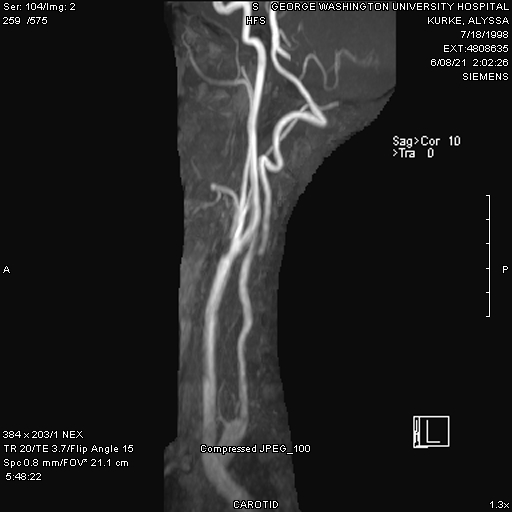 Ser: 104/Img: 2
259 /575
S
HFS
GEORGE WASHINGTON UNIVERSITY HOSPITAL
KURKE, ALYSSA
7/18/1998
EXT:4808635
6/08/21 2:02:26
SIEMENS
Sag>Cor 10
>Tra 0
A
P
384 x 203/1 NEX
TR 20/TE 3.7/Flip Angle 15
Spc 0.8 mm/FOV* 21.1 cm
5:48:22
Compressed JPEG_100
L
CAROTID
1.3x